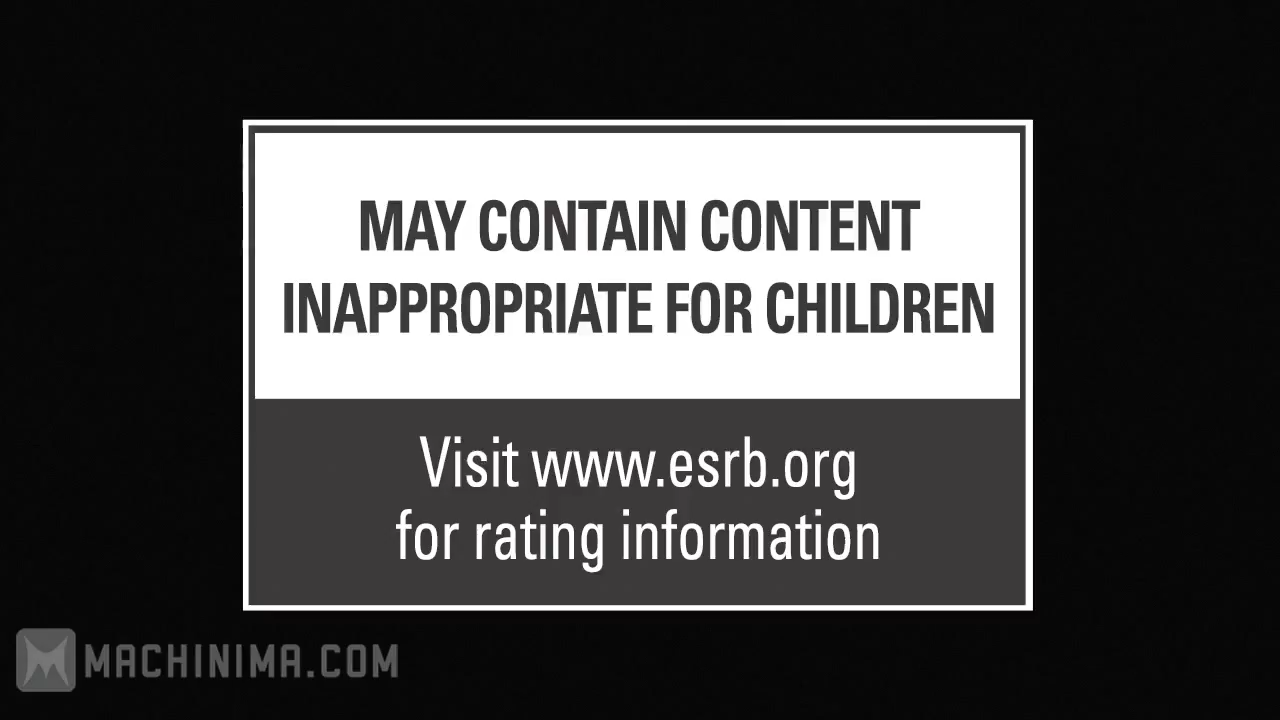 MAY CONTAIN CONTENT
INAPPROPRIATE FOR CHILDREN
Visit www.esrb.org
for rating information
MACHINIMA.COM